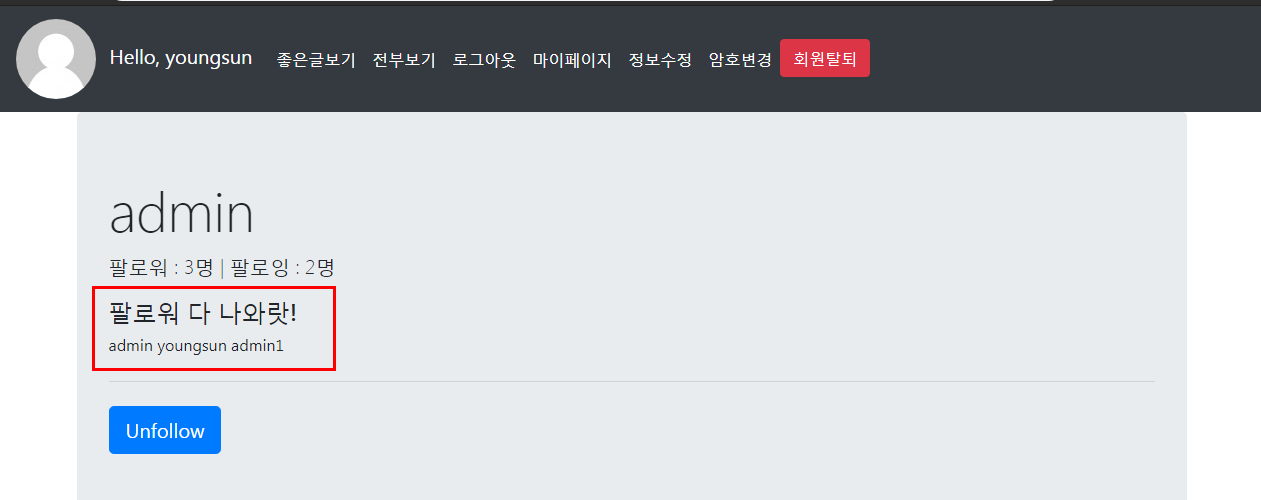 Hello, youngsun 좋은글보기 전부보기 로그아웃 마이페이지 정보수정 암호변경 회원탈퇴
admin
팔로워 : 3명 | 팔로잉 : 2명
팔로워 다 나와랏!
admin youngsun admin1
Unfollow